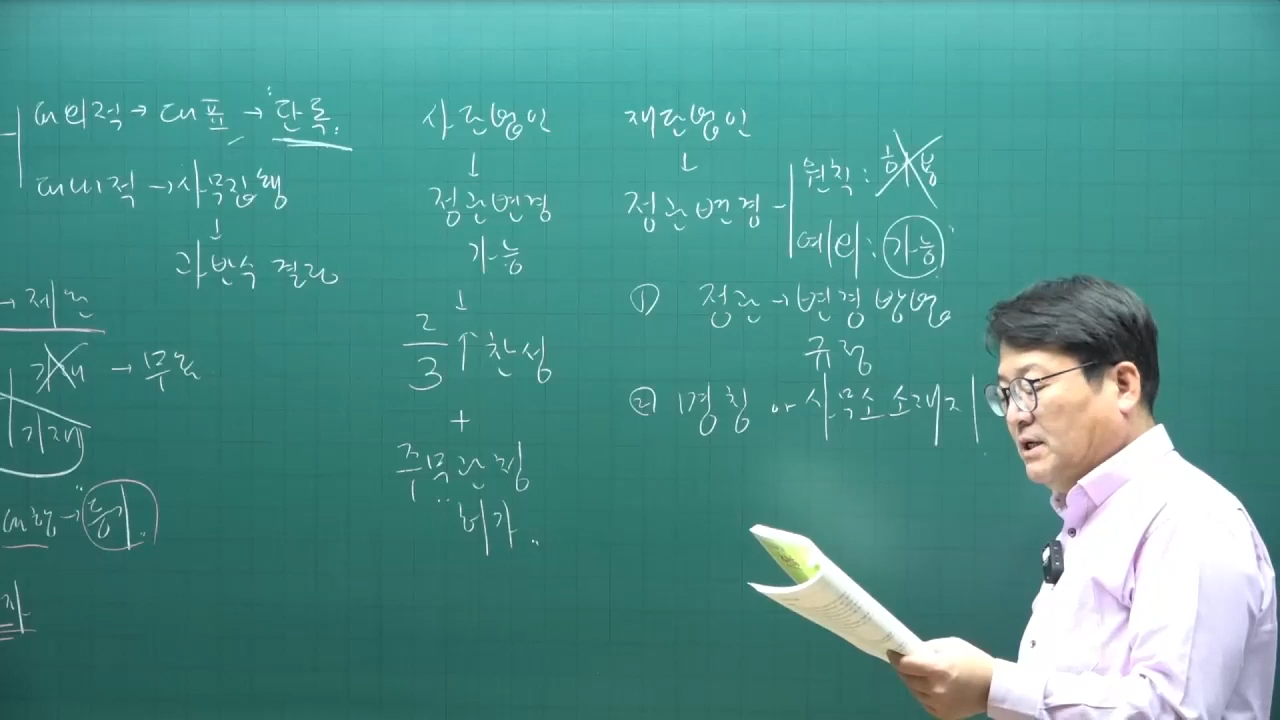 대외적 → 대표 → "단독"
대내적 → 사무집행
↓
과반수 결정
→ 제한
기재 → 무효
기재
대항 → "등기"
사단법인
↓
정관변경
가능
↓
2/3 ↑ 찬성
+
주무관청
허가
재단법인
↓
정관변경
원칙:
예외: 가능
① 정관 → 변경 방법
규정
② 명칭 or 사무소 소재지